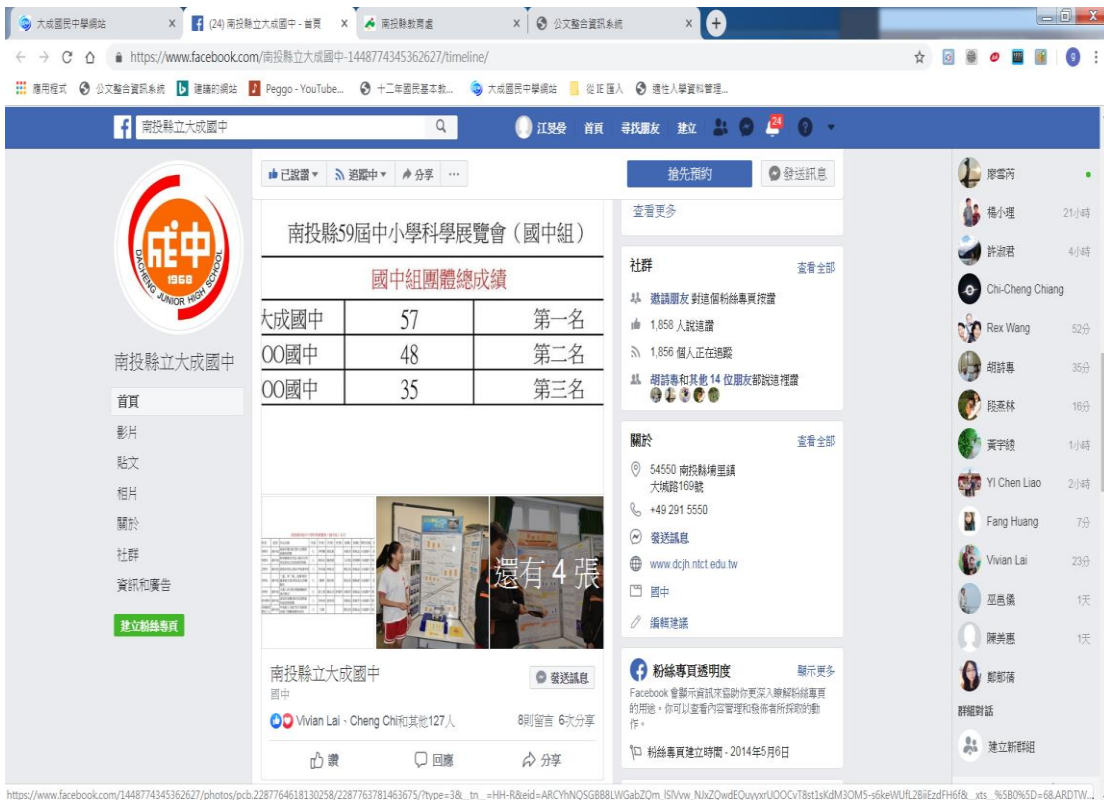 大成國民中學網站
(24) 南投縣立大成國中 - 首頁
南投縣教育處
公文整合資訊系統
https://www.facebook.com/南投縣立大成國中-1448774345362627/timeline/
應用程式 公文整合資訊系統 建議的網站 Peggo - YouTube... 十二年國民基本教... 大成國民中學網站 從 IE 匯入 適性人學資料管理...
南投縣立大成國中
首頁 尋找朋友 建立 24
已說讚 追蹤中 分享 ...
搶先預約 發送訊息
成中
1968
DACHENG JUNIOR HIGH SCHOOL
南投縣立大成國中
首頁
影片
貼文
相片
關於
社群
資訊和廣告
建立粉絲專頁
南投縣59屆中小學科學展覽會（國中組）
國中組團體總成績
大成國中 57 第一名
OO國中 48 第二名
OO國中 35 第三名
還有 4 張
南投縣立大成國中
國中
發送訊息
Vivian Lai、Cheng Chi和其他127人
8則留言 6次分享
讚 回應 分享
查看更多
社群 查看全部
邀請朋友 對這個粉絲專頁按讚
1,858 人說這讚
1,856 個人正在追蹤
胡詩專和其他 14 位朋友都說這裡讚
關於 查看全部
54550 南投縣埔里鎮
大城路169號
+49 291 5550
發送訊息
www.dcjh.ntct.edu.tw
國中
編輯建議
粉絲專頁透明度 顯示更多
Facebook 會顯示資訊來協助你更深入瞭解粉絲專頁
的用途。你可以查看內容管理和發佈者所採取的動
作。
粉絲專頁建立時間 - 2014年5月6日
廖雪芮
楊小理 21小時
許淑君 4小時
Chi-Cheng Chiang
Rex Wang 52分
胡詩專 35分
段燕林 16分
黃宇綾 1小時
YI Chen Liao 2小時
Fang Huang 7分
Vivian Lai 23分
巫邑儀 1天
陳美惠 1天
鄭郁蒨
群組對話
建立新群組